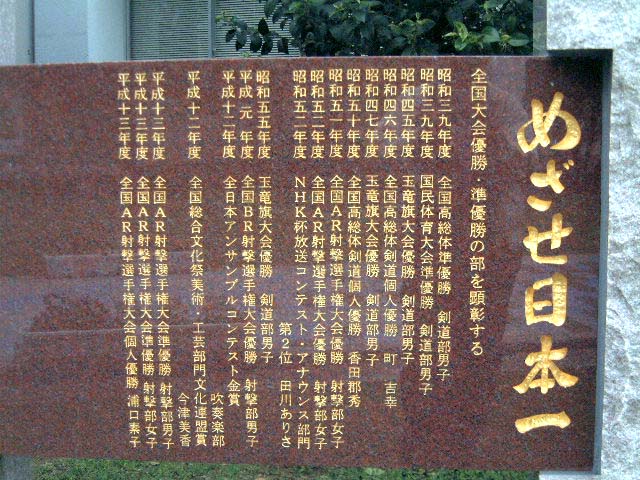 めざせ日本一
全国大会優勝・準優勝の部を顕彰する
昭和三九年度 全国高総体準優勝 剣道部男子
昭和三九年度 国民体育大会準優勝 剣道部男子
昭和四五年度 玉竜旗大会優勝 剣道部男子
昭和四六年度 全国高総体剣道個人優勝 町 吉幸
昭和四七年度 玉竜旗大会優勝 剣道部男子
昭和五十年度 全国高総体剣道個人優勝 香田郡秀
昭和五一年度 全国AR射撃選手権大会優勝 射撃部女子
昭和五二年度 全国AR射撃選手権大会優勝 射撃部女子
昭和五二年度 NHK杯放送コンテスト・アナウンス部門
第2位 田川ありさ
昭和五五年度 玉竜旗大会優勝 剣道部男子
平成元年度 全国BR射撃選手権大会優勝 射撃部男子
平成十二年度 全日本アンサンブルコンテスト金賞
吹奏楽部
平成十二年度 全国総合文化祭美術・工芸部門文化連盟賞
今津美香
平成十三年度 全国AR射撃選手権大会準優勝 射撃部男子
平成十三年度 全国AR射撃選手権大会準優勝 射撃部女子
平成十三年度 全国AR射撃選手権大会個人優勝 浦口素子